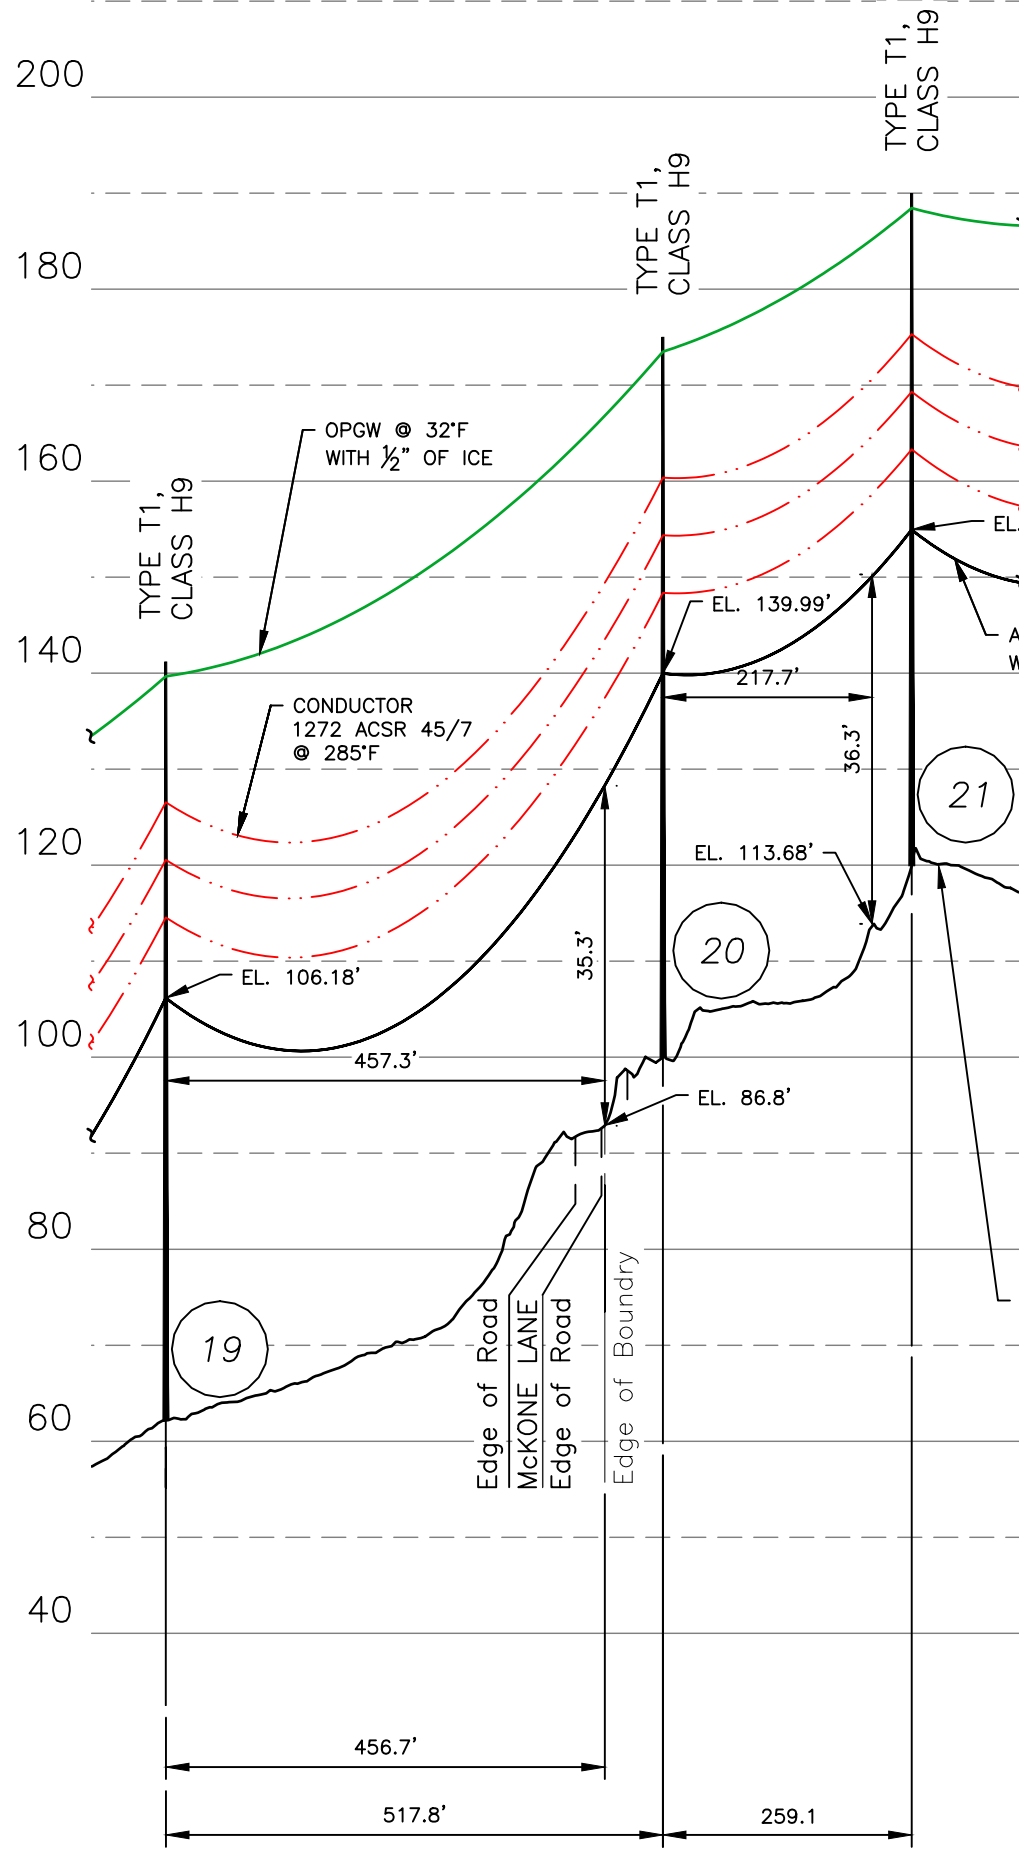 TYPE T1,
CLASS H9
200
TYPE T1,
CLASS H9
180
OPGW @ 32°F
WITH ½" OF ICE
160
TYPE T1,
CLASS H9
EL.
EL. 139.99'
A
W
140
217.7'
CONDUCTOR
1272 ACSR 45/7
@ 285°F
36.3'
21
120
EL. 113.68'
20
35.3'
EL. 106.18'
100
457.3'
EL. 86.8'
80
19
Edge of Road
McKONE LANE
Edge of Road
Edge of Boundry
60
40
456.7'
517.8'
259.1